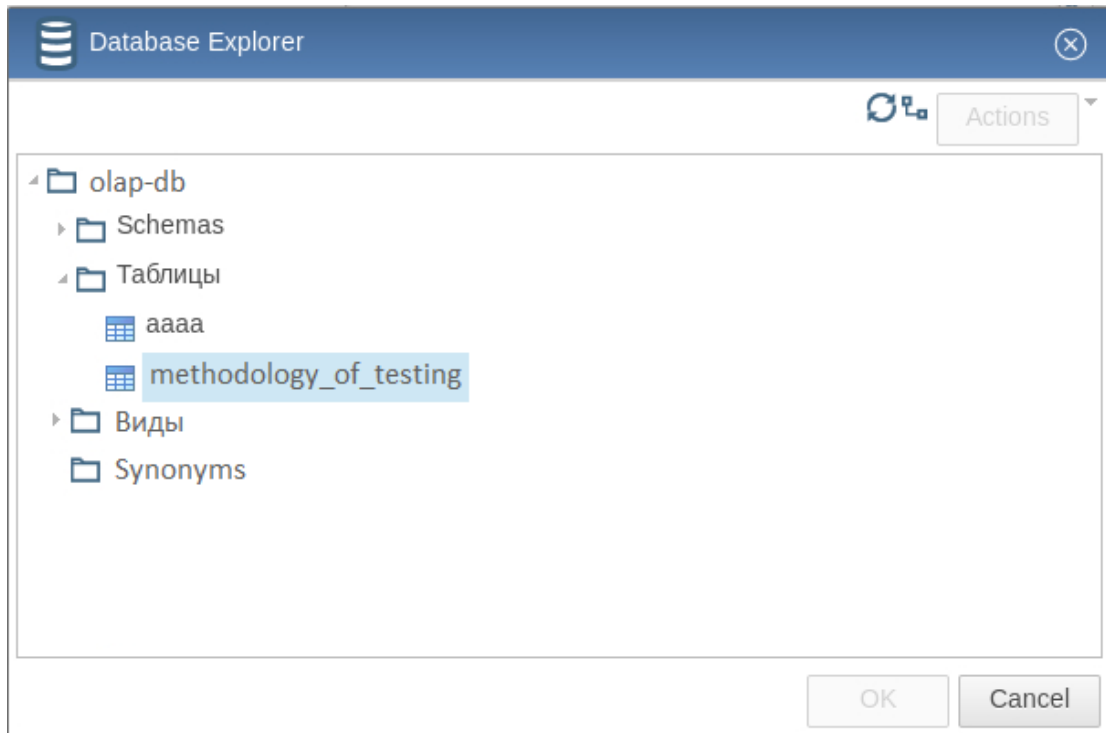 Database Explorer
Actions
olap-db
Schemas
Таблицы
aaaa
methodology_of_testing
Виды
Synonyms
OK
Cancel